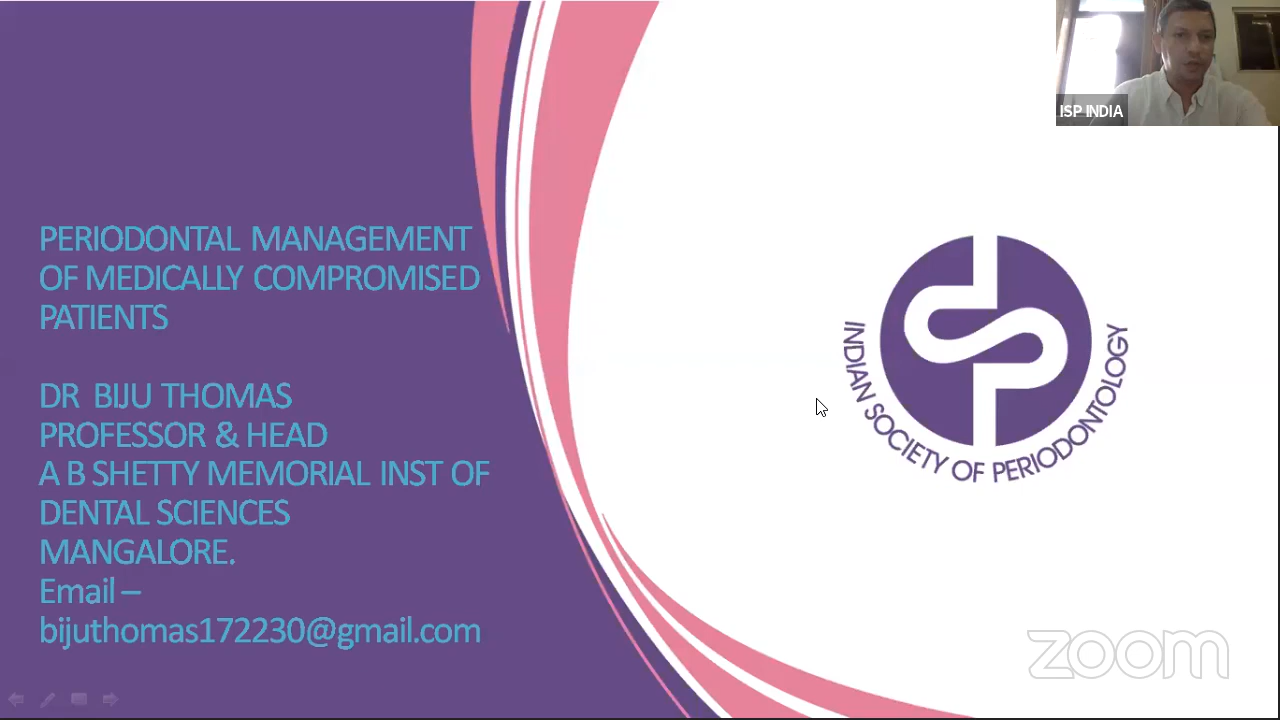 ISP INDIA
PERIODONTAL MANAGEMENT
OF MEDICALLY COMPROMISED
PATIENTS
DR BIJU THOMAS
PROFESSOR & HEAD
A B SHETTY MEMORIAL INST OF
DENTAL SCIENCES
MANGALORE.
Email –
bijuthomas172230@gmail.com
INDIAN SOCIETY OF PERIODONTOLOGY
zoom